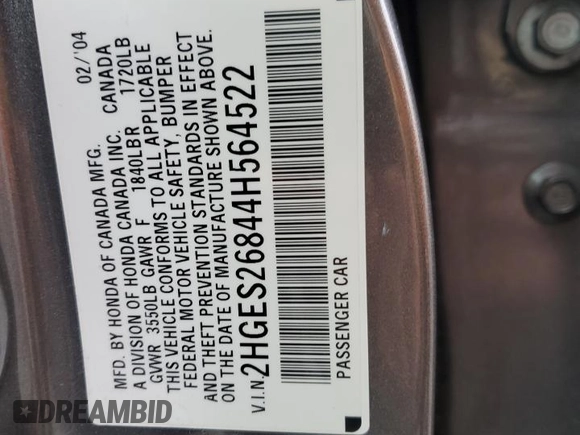 MFD. BY HONDA OF CANADA MFG. 02/'04
A DIVISION OF HONDA CANADA INC. CANADA
GVWR 3550LB GAWR F 1840LBR 1720LB
THIS VEHICLE CONFORMS TO ALL APPLICABLE
FEDERAL MOTOR VEHICLE SAFETY, BUMPER
AND THEFT PREVENTION STANDARDS IN EFFECT
ON THE DATE OF MANUFACTURE SHOWN ABOVE.
V.I.N. 2HGES26844H564522
PASSENGER CAR
DREAMBID